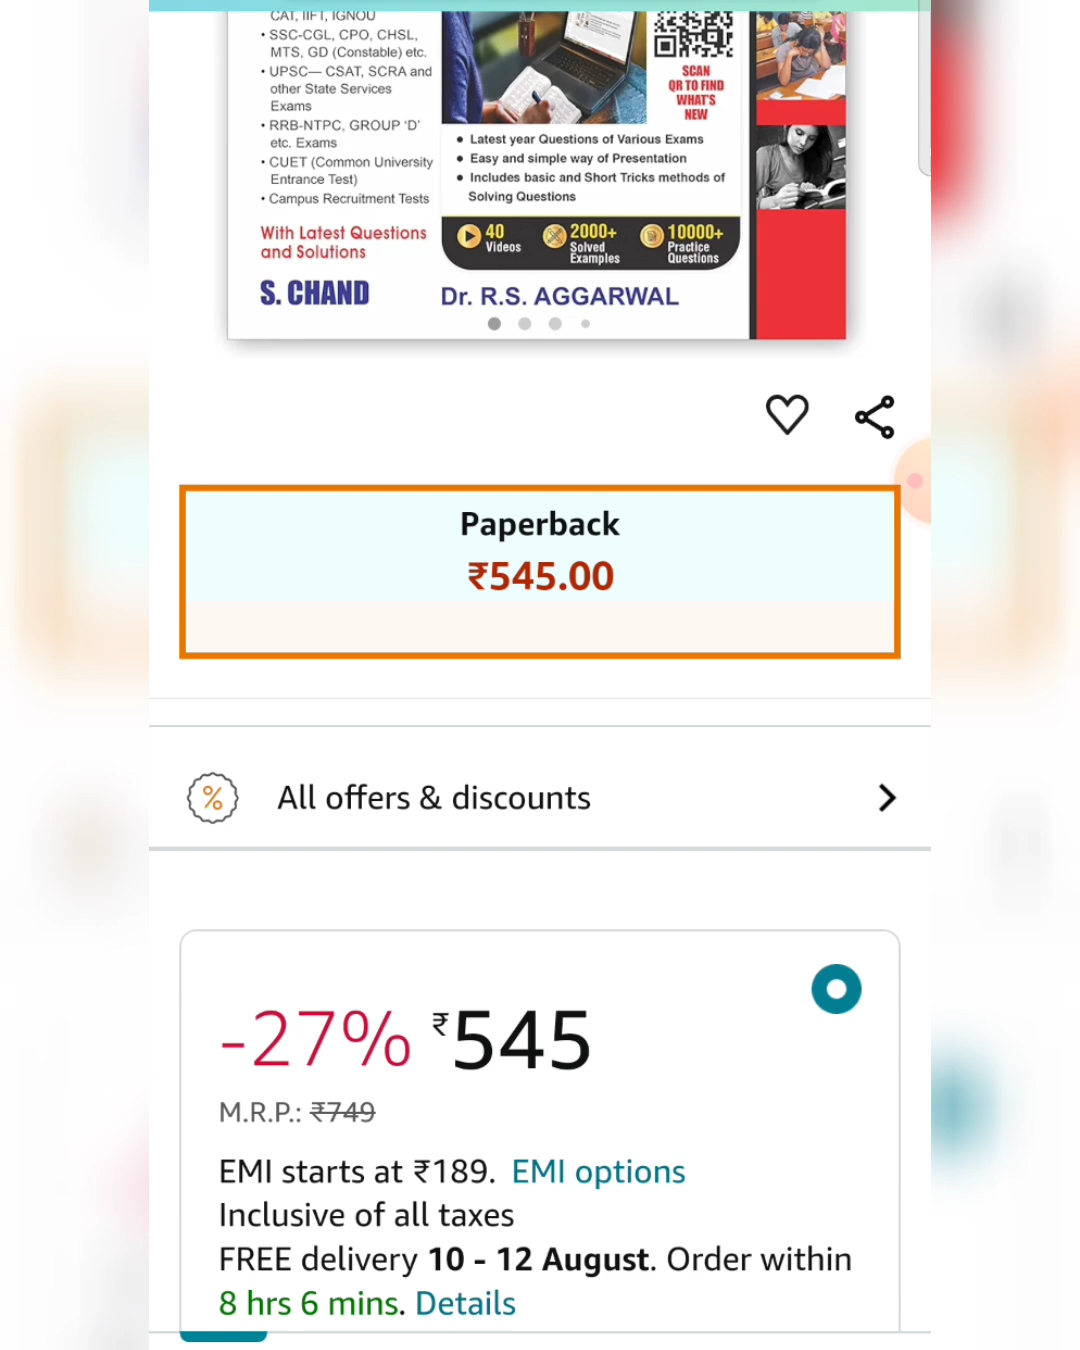 CAT, IIFT, IGNOU
• SSC-CGL, CPO, CHSL,
MTS, GD (Constable) etc.
• UPSC— CSAT, SCRA and
other State Services
Exams
• RRB-NTPC, GROUP ‘D’
etc. Exams
• CUET (Common University
Entrance Test)
• Campus Recruitment Tests
With Latest Questions
and Solutions
S. CHAND
SCAN
QR TO FIND
WHAT'S
NEW
• Latest year Questions of Various Exams
• Easy and simple way of Presentation
• Includes basic and Short Tricks methods of
Solving Questions
40
Videos
2000+
Solved
Examples
10000+
Practice
Questions
Dr. R.S. AGGARWAL
Paperback
₹545.00
% All offers & discounts
-27% ₹545
M.R.P.: ₹749
EMI starts at ₹189. EMI options
Inclusive of all taxes
FREE delivery 10 - 12 August. Order within
8 hrs 6 mins. Details